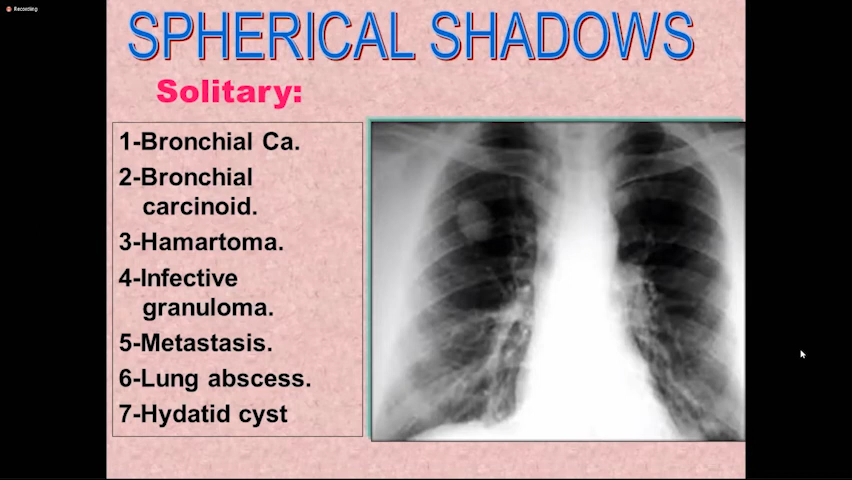 Recording
SPHERICAL SHADOWS
Solitary:
1-Bronchial Ca.
2-Bronchial
carcinoid.
3-Hamartoma.
4-Infective
granuloma.
5-Metastasis.
6-Lung abscess.
7-Hydatid cyst